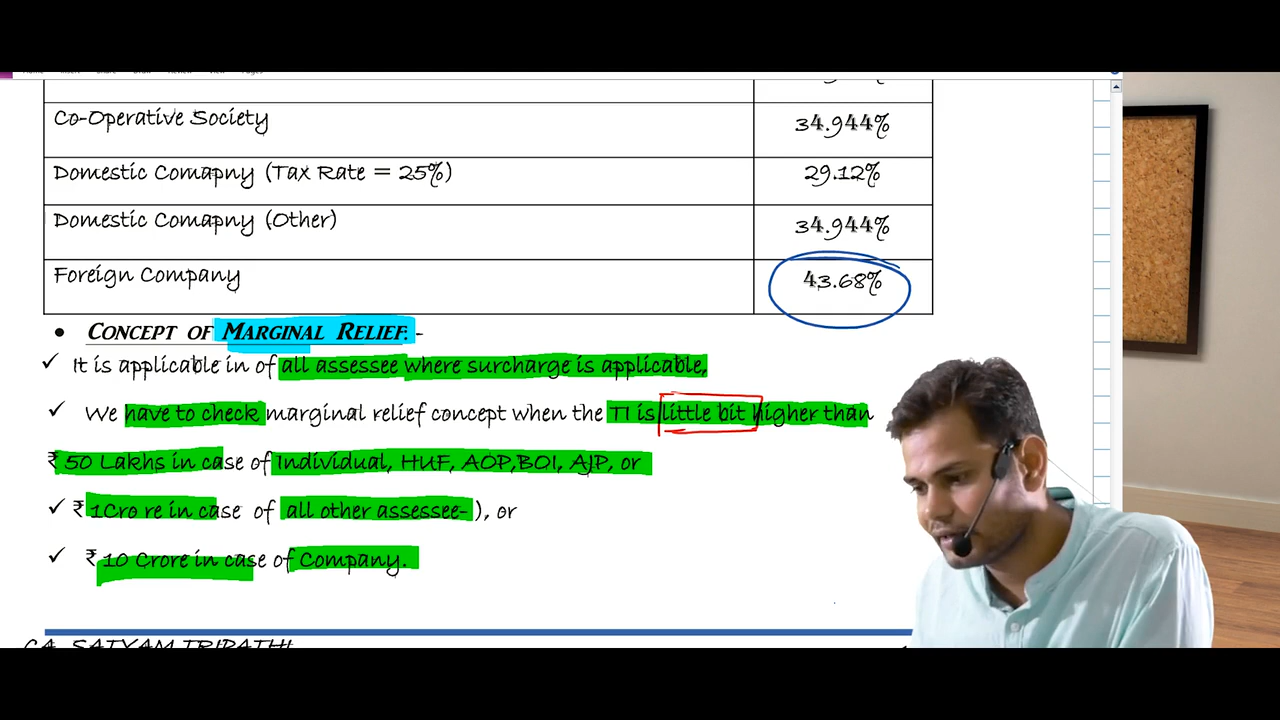 Co-Operative Society 34.944%
Domestic Comapny (Tax Rate = 25%) 29.12%
Domestic Comapny (Other) 34.944%
Foreign Company 43.68%
• CONCEPT OF MARGINAL RELIEF: -
✓ It is applicable in of all assessee where surcharge is applicable,
✓ We have to check marginal relief concept when the TI is little bit higher than
₹ 50 Lakhs in case of Individual, HUF, AOP,BOI, AJP, or
✓ ₹ 1Cro re in case of all other assessee- ), or
✓ ₹ 10 Crore in case of Company.
CA SATYAM TRIPATHI